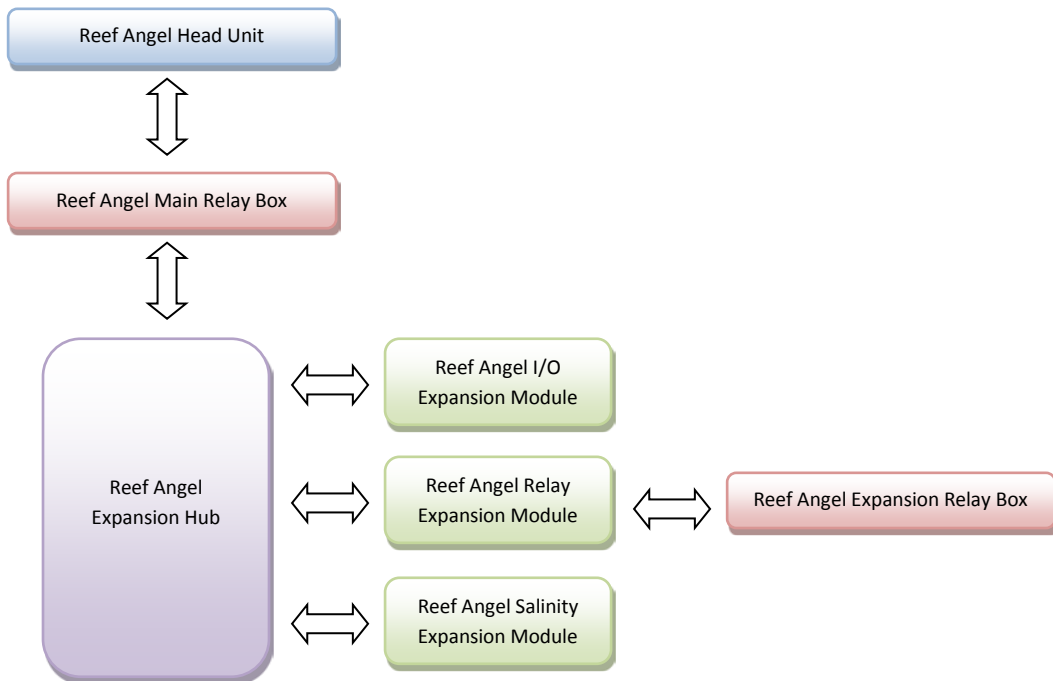 Reef Angel Head Unit
Reef Angel Main Relay Box
Reef Angel
Expansion Hub
Reef Angel I/O
Expansion Module
Reef Angel Relay
Expansion Module
Reef Angel Expansion Relay Box
Reef Angel Salinity
Expansion Module